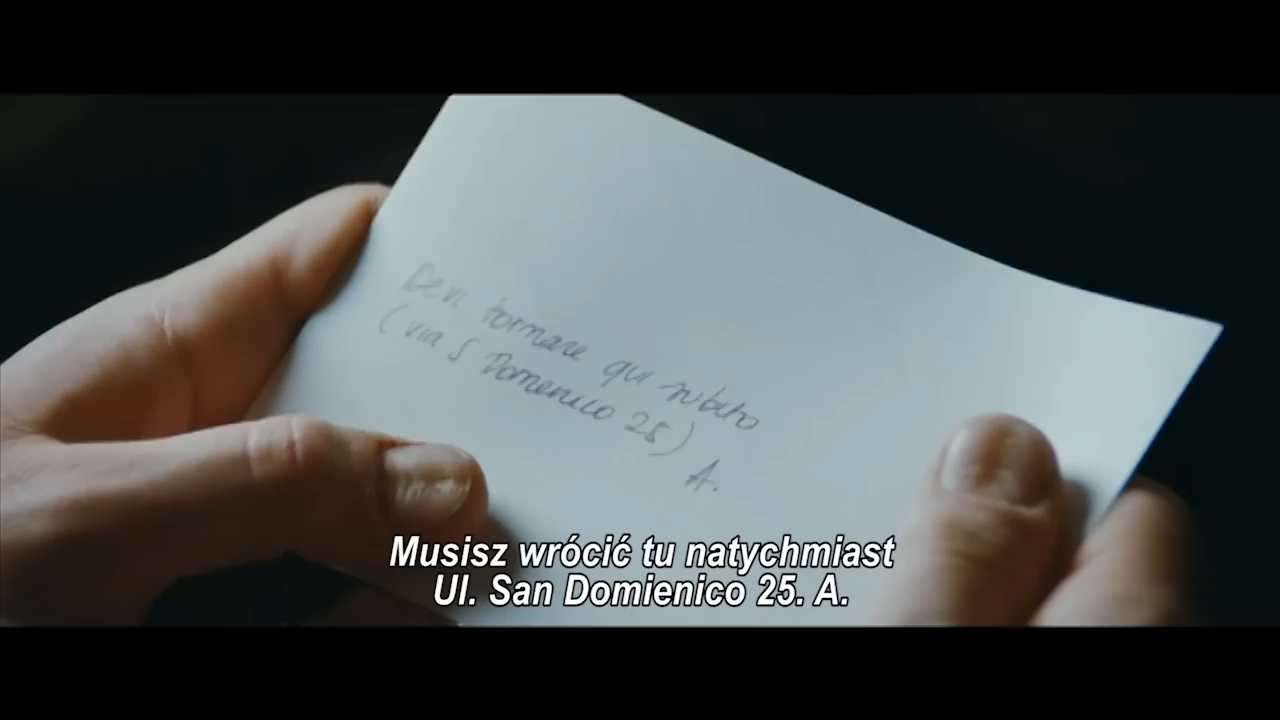 Devi tornare qui subito
(via S Domenico 25)
A.
Musisz wrócić tu natychmiast
Ul. San Domienico 25. A.